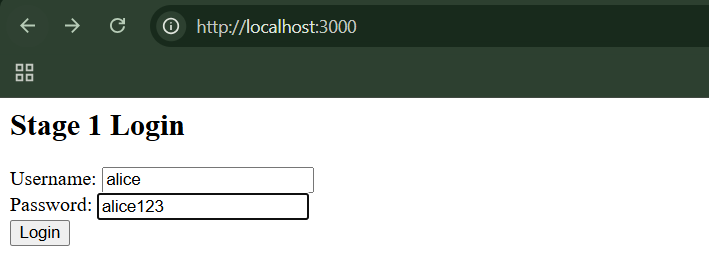 http://localhost:3000
Stage 1 Login
Username: alice
Password: alice123
Login